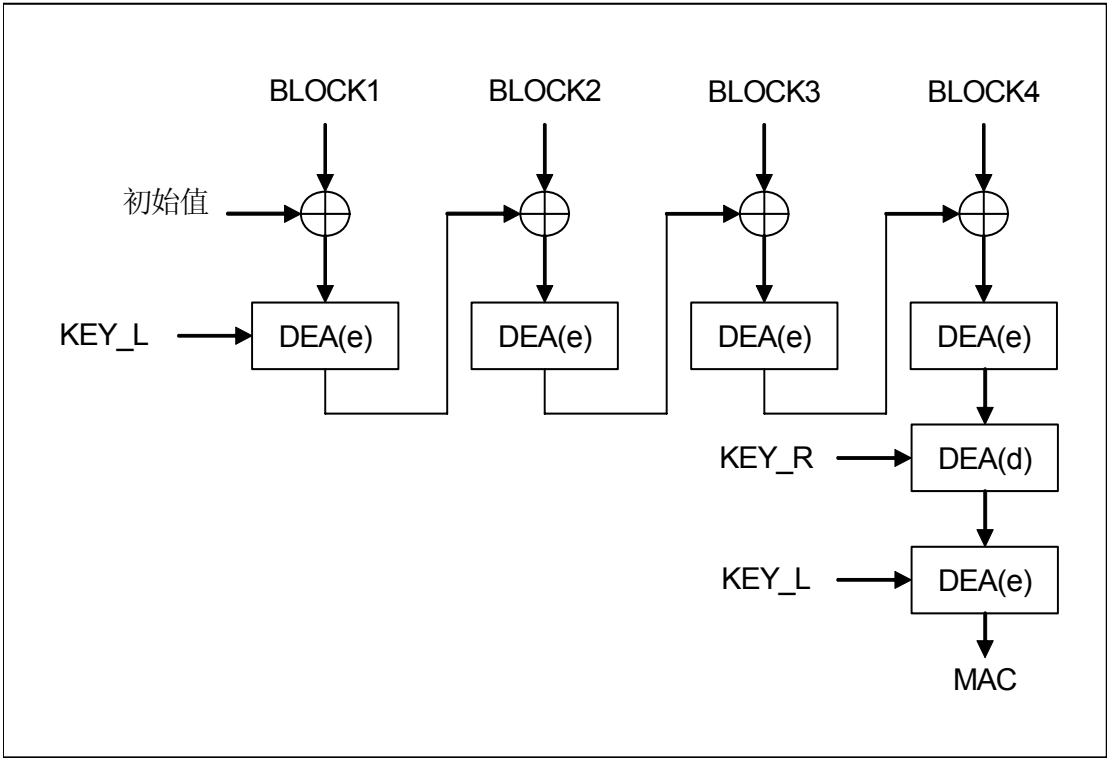 BLOCK1 BLOCK2 BLOCK3 BLOCK4
初始值
KEY_L DEA(e) DEA(e) DEA(e) DEA(e)
KEY_R DEA(d)
KEY_L DEA(e)
MAC